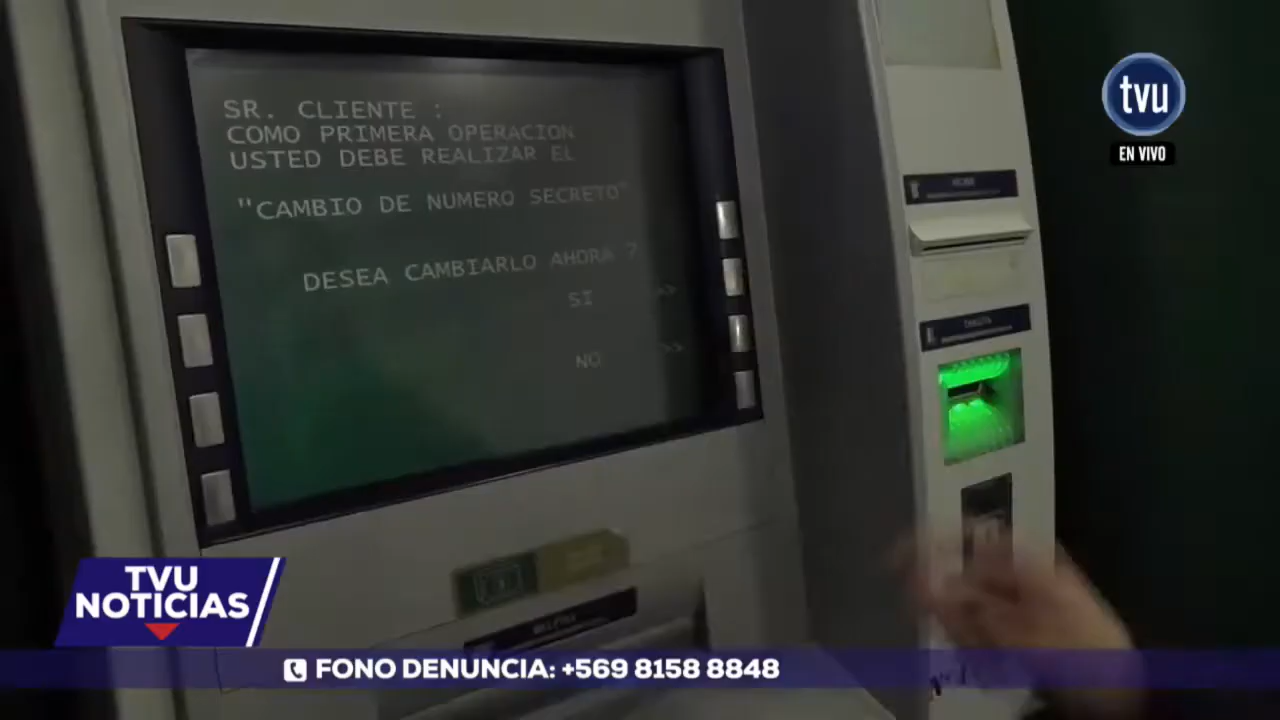 SR. CLIENTE :
COMO PRIMERA OPERACION
USTED DEBE REALIZAR EL
"CAMBIO DE NUMERO SECRETO"
DESEA CAMBIARLO AHORA ?
SI >>
NO >>
tvu
EN VIVO
TVU
NOTICIAS
FONO DENUNCIA: +569 8158 8848